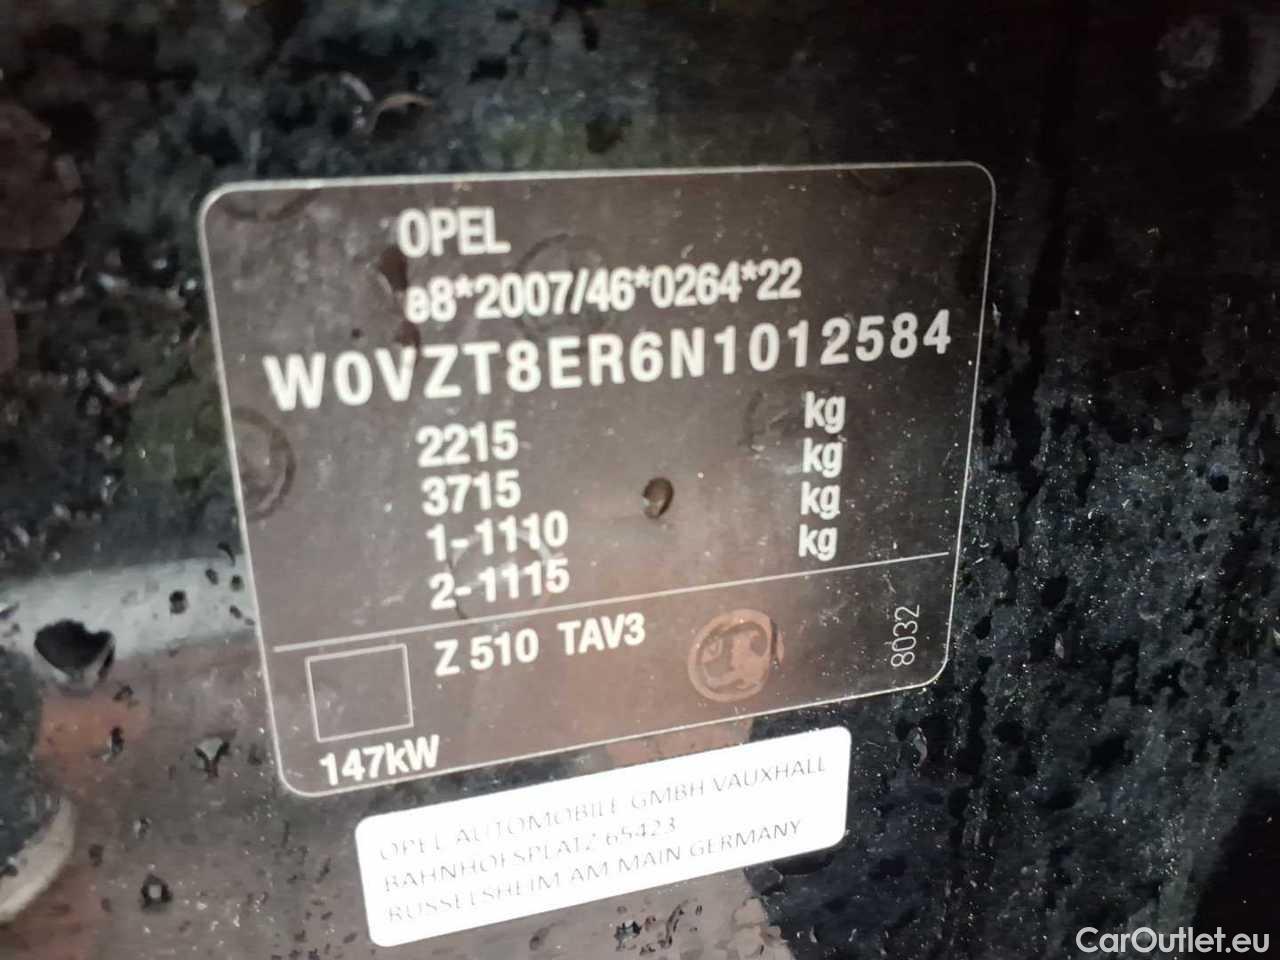 OPEL
e8*2007/46*0264*22
W0VZT8ER6N1012584
2215 kg
3715 kg
1-1110 kg
2-1115 kg
Z 510 TAV3
8032
147kW
OPEL AUTOMOBILE GMBH VAUXHALL
BAHNHOFSPLATZ 65423
RUSSELSHEIM AM MAIN GERMANY
CarOutlet.eu